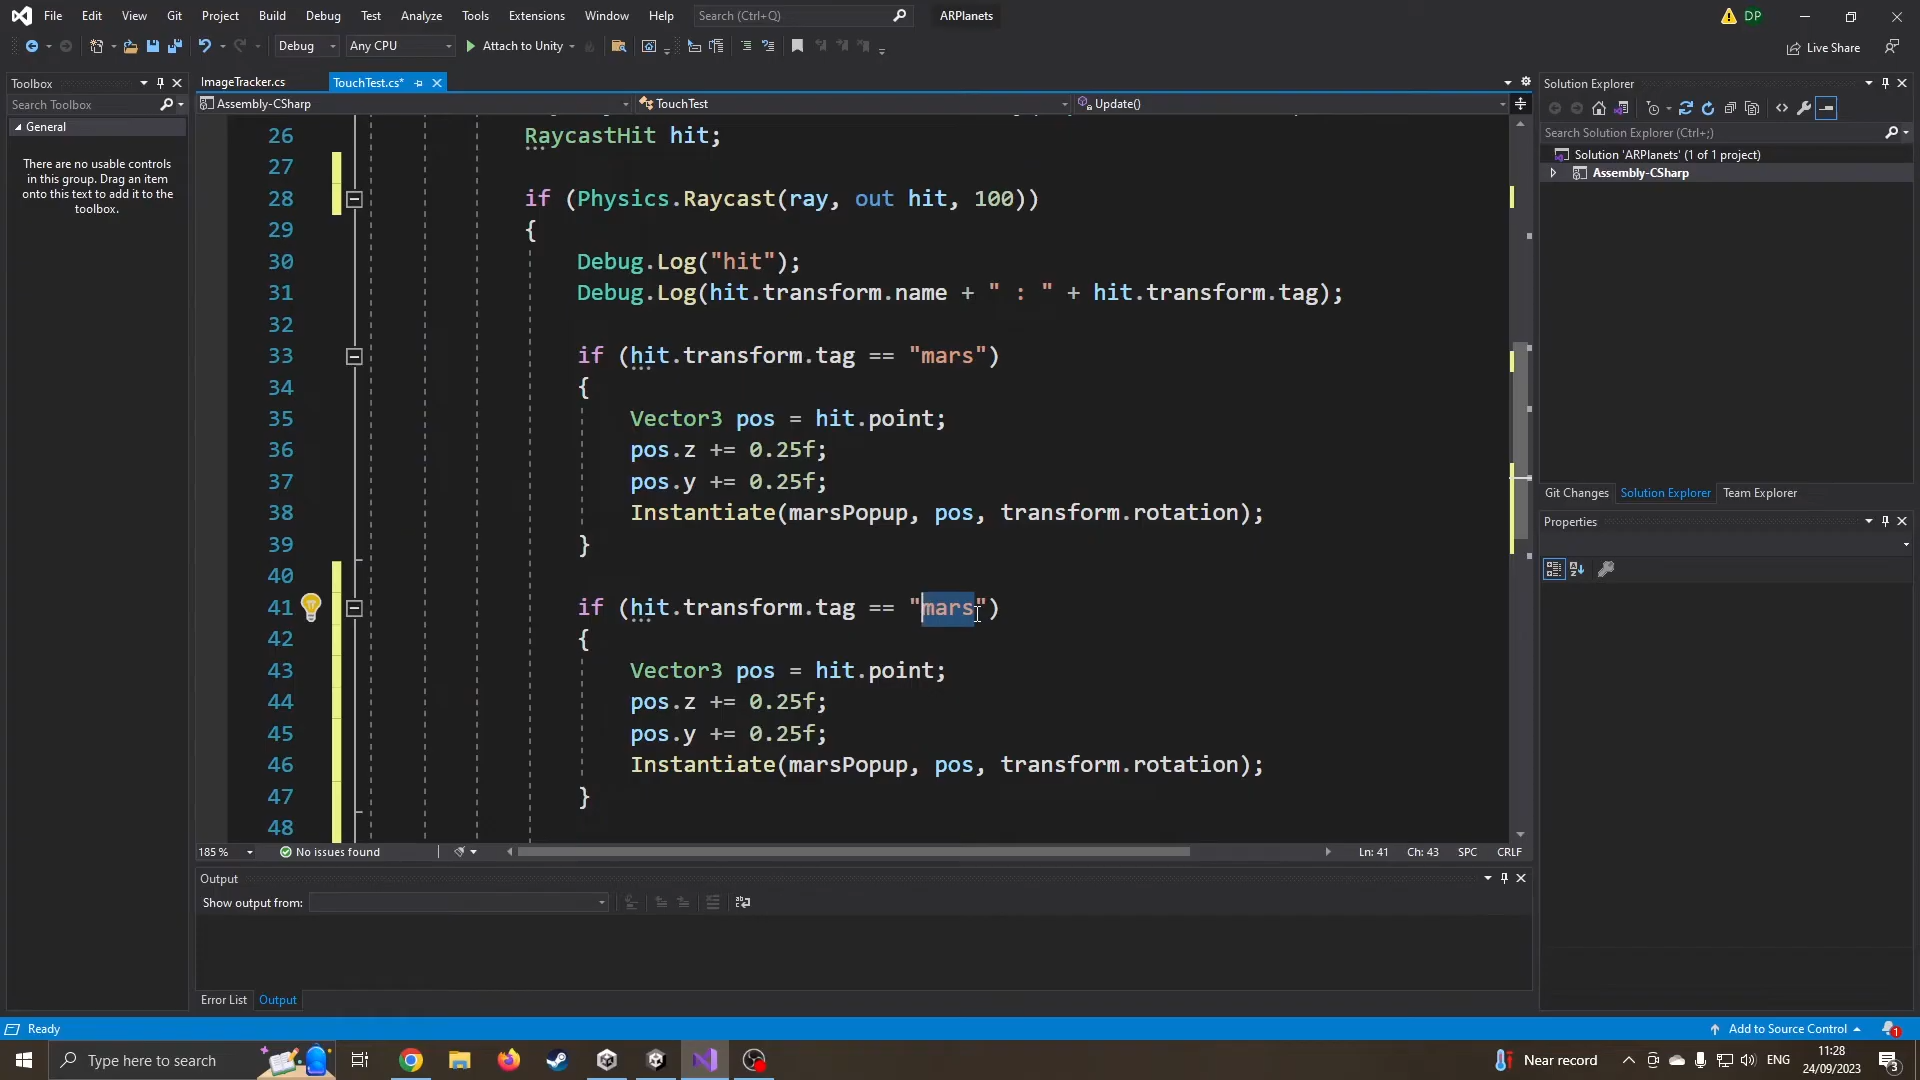 File Edit View Git Project Build Debug Test Analyze Tools Extensions Window Help Search (Ctrl+Q) ARPlanets DP
Debug Any CPU Attach to Unity Live Share
Toolbox
Search Toolbox
General
There are no usable controls
in this group. Drag an item
onto this text to add it to the
toolbox.
ImageTracker.cs TouchTest.cs*
Assembly-CSharp TouchTest Update()
26 RaycastHit hit;
27
28 if (Physics.Raycast(ray, out hit, 100))
29 {
30 Debug.Log("hit");
31 Debug.Log(hit.transform.name + " : " + hit.transform.tag);
32
33 if (hit.transform.tag == "mars")
34 {
35 Vector3 pos = hit.point;
36 pos.z += 0.25f;
37 pos.y += 0.25f;
38 Instantiate(marsPopup, pos, transform.rotation);
39 }
40
41 if (hit.transform.tag == "mars")
42 {
43 Vector3 pos = hit.point;
44 pos.z += 0.25f;
45 pos.y += 0.25f;
46 Instantiate(marsPopup, pos, transform.rotation);
47 }
48
185 % No issues found Ln: 41 Ch: 43 SPC CRLF
Output
Show output from:
Error List Output
Solution Explorer
Search Solution Explorer (Ctrl+;)
Solution 'ARPlanets' (1 of 1 project)
Assembly-CSharp
Git Changes Solution Explorer Team Explorer
Properties
Ready Add to Source Control 1
Type here to search Near record ENG 11:28
24/09/2023 3